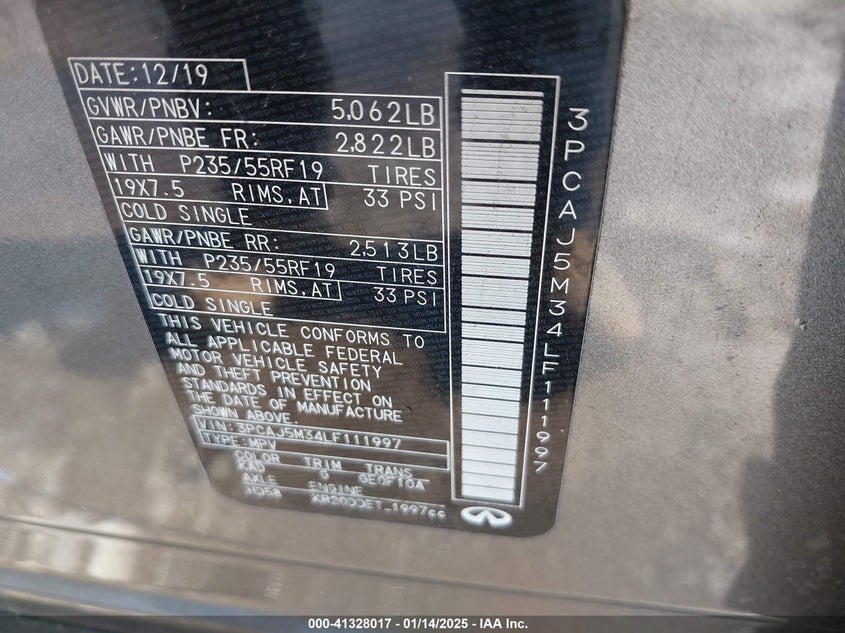 DATE:12/19
GVWR/PNBV: 5,062LB
GAWR/PNBE FR: 2,822LB
WITH P235/55RF19 TIRES
19X7.5 RIMS,AT 33 PSI
COLD SINGLE
GAWR/PNBE RR: 2,513LB
WITH P235/55RF19 TIRES
19X7.5 RIMS,AT 33 PSI
COLD SINGLE
THIS VEHICLE CONFORMS TO
ALL APPLICABLE FEDERAL
MOTOR VEHICLE SAFETY
AND THEFT PREVENTION
STANDARDS IN EFFECT ON
THE DATE OF MANUFACTURE
SHOWN ABOVE.
VIN:3PCAJ5M34LF111997
TYPE:MPV
COLOR TRIM TRANS
KAD G GE0F10A
AXLE ENGINE
KR20DDET 1997cc
3PCAJ5M34LF111997
000-41328017 - 01/14/2025 - IAA Inc.